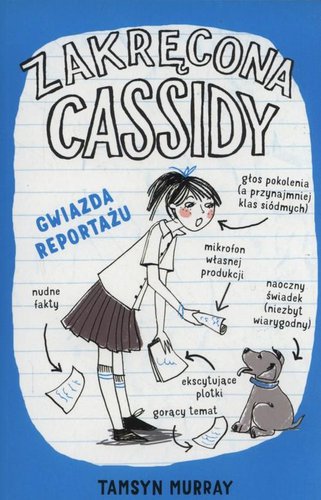 ZAKRĘCONA
CASSIDY
GWIAZDA
REPORTAŻU
głos pokolenia
(a przynajmniej
klas siódmych)
mikrofon
własnej
produkcji
nudne
fakty
naoczny
świadek
(niezbyt
wiarygodny)
ekscytujące
plotki
gorący temat
TAMSYN MURRAY